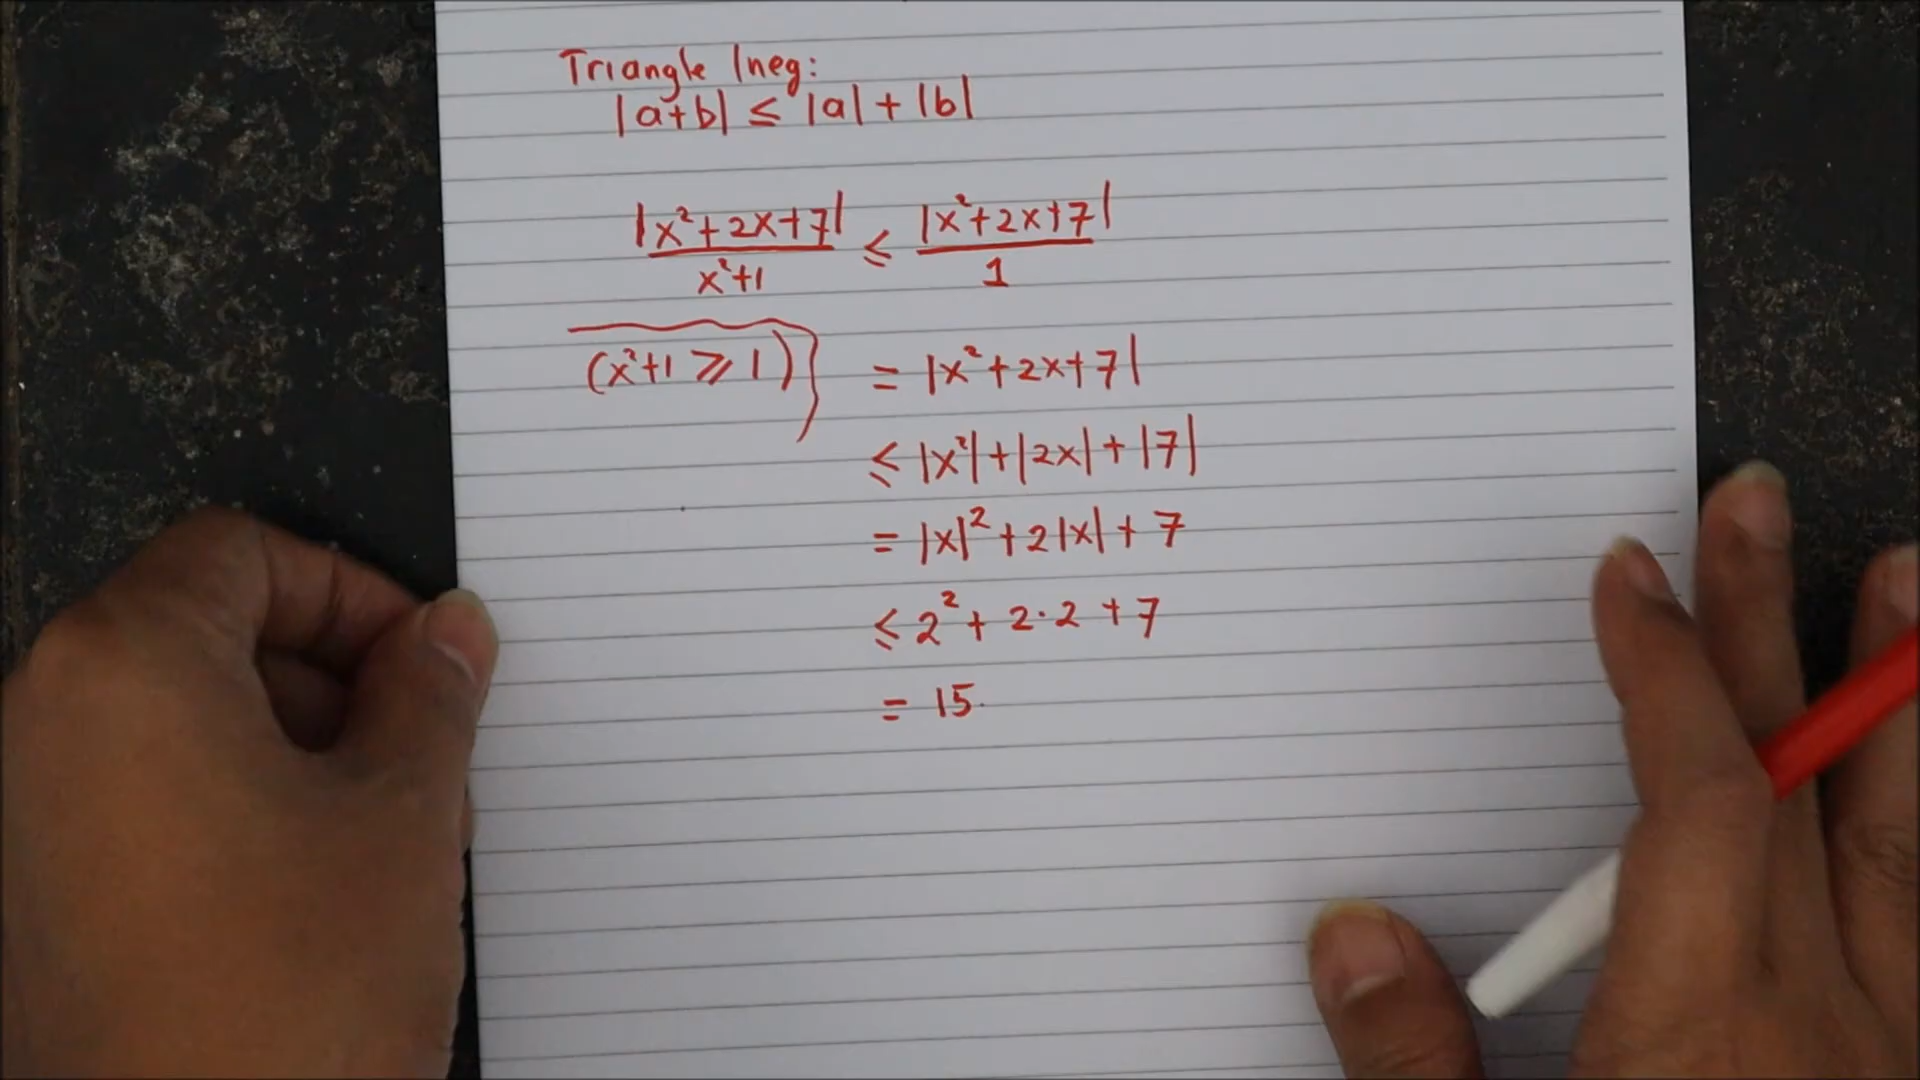 Triangle Ineq:
|a+b| ≤ |a| + |b|
|x²+2x+7| / x²+1 ≤ |x²+2x+7| / 1
(x²+1 ⩾ 1) = |x²+2x+7|
≤ |x²|+|2x|+|7|
= |x|²+2|x|+7
≤ 2²+ 2·2 +7
= 15.